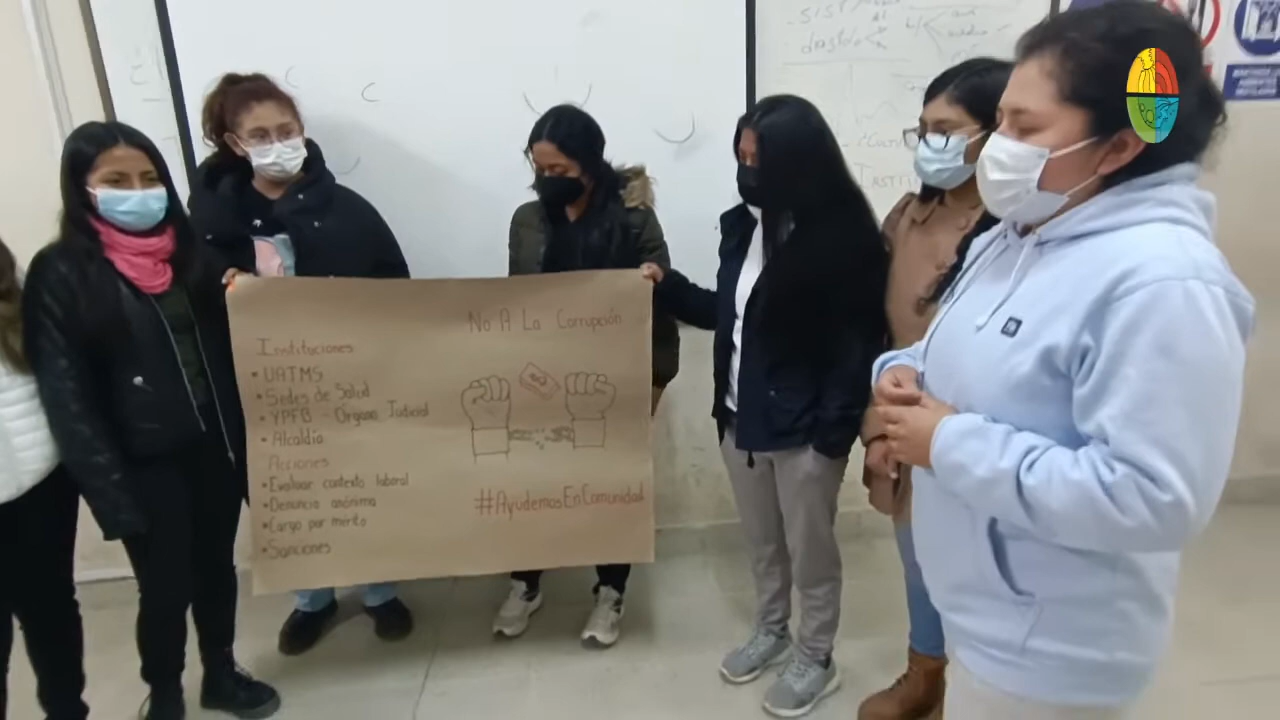 No A La Corrupción
Instituciones
• UATMS
• Sedes de Salud
• YPFB - Órgano Judicial
• Alcaldía
Acciones
• Evaluar contexto laboral
• Denuncia anónima
• Cargo por mérito
• Sanciones
#AyudemosEnComunidad